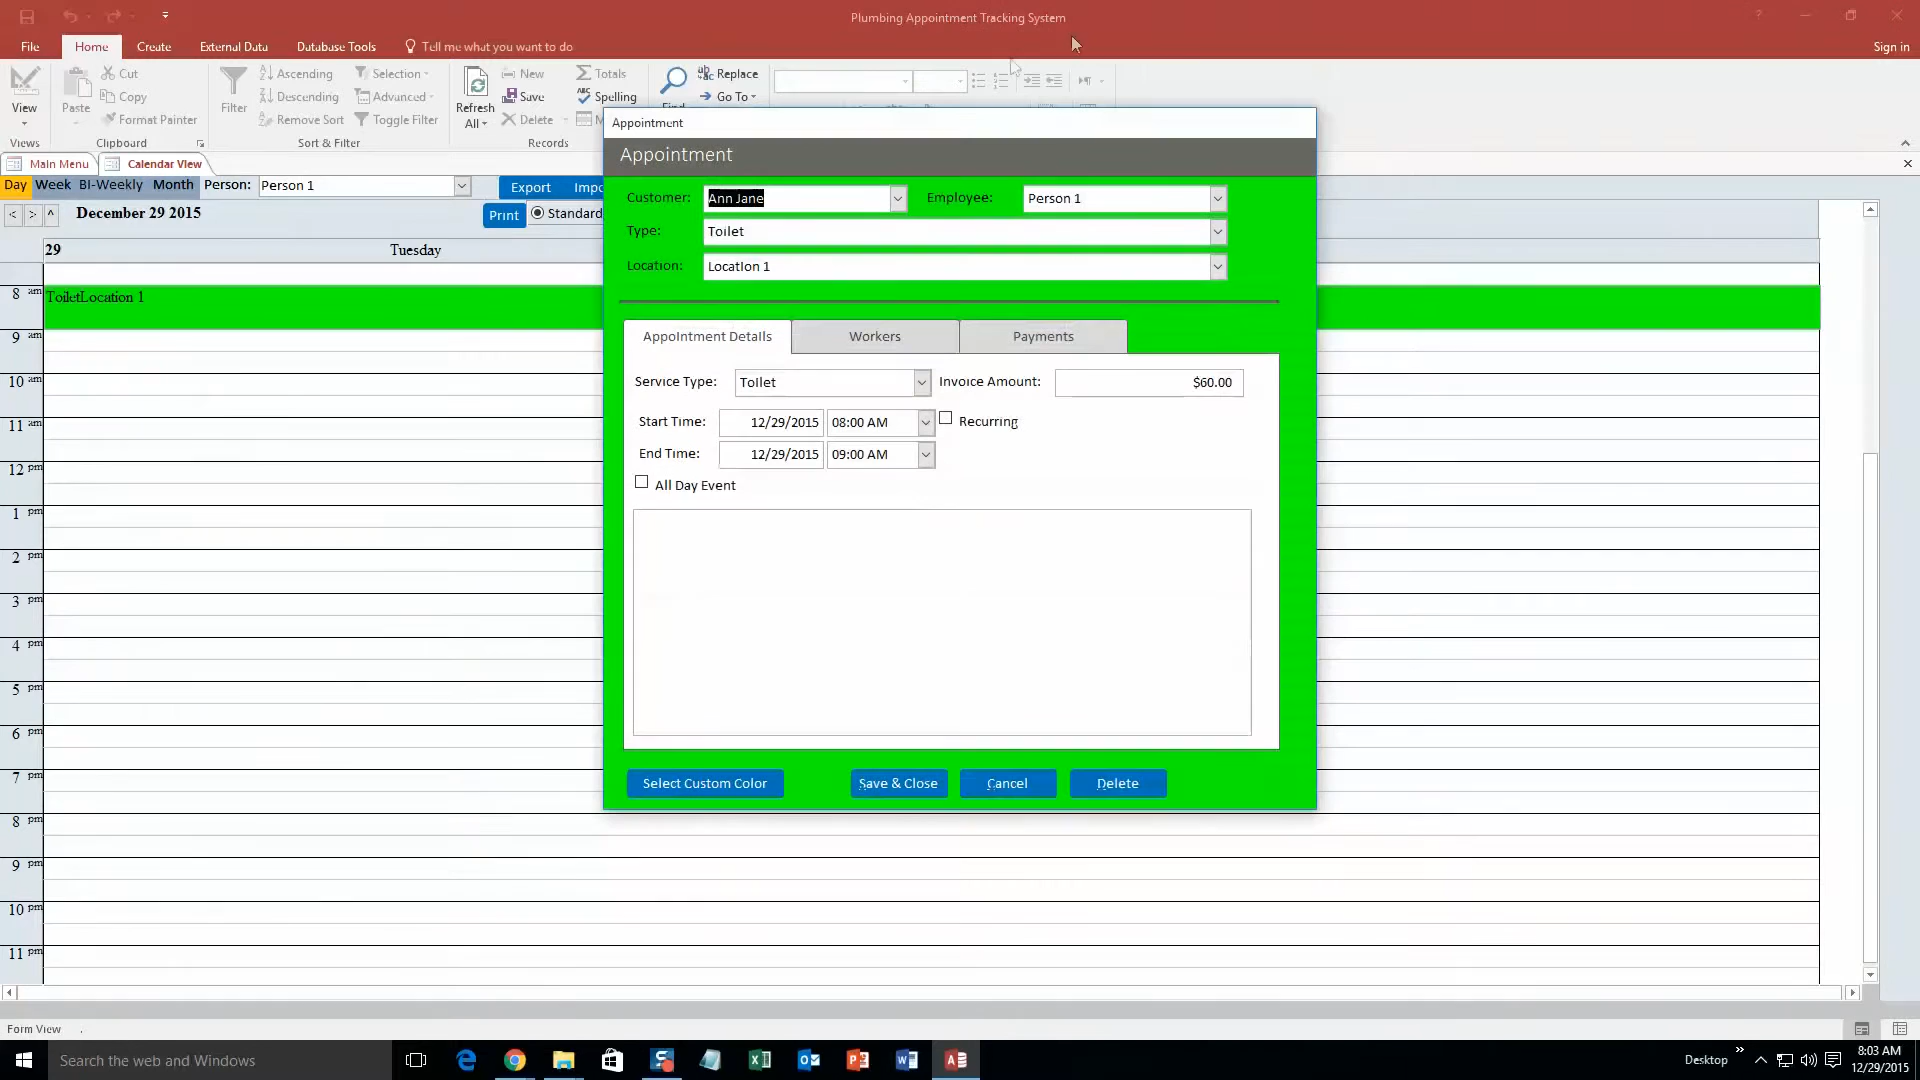 Plumbing Appointment Tracking System
File Home Create External Data Database Tools Tell me what you want to do Sign in
View
Views
Paste
Cut
Copy
Format Painter
Clipboard
Filter
Ascending
Descending
Remove Sort
Selection
Advanced
Toggle Filter
Sort & Filter
Refresh
All
New
Save
Delete
Totals
Spelling
Records
Replace
Go To
Main Menu Calendar View
Day Week BI-Weekly Month Person: Person 1 Export
< > ^ December 29 2015 Print Standard
29 Tuesday
8 am ToiletLocation 1
9 am
10 am
11 am
12 pm
1 pm
2 pm
3 pm
4 pm
5 pm
6 pm
7 pm
8 pm
9 pm
10 pm
11 pm
Appointment
Appointment
Customer: Ann Jane Employee: Person 1
Type: Toilet
Location: Location 1
Appointment Details Workers Payments
Service Type: Toilet Invoice Amount: $60.00
Start Time: 12/29/2015 08:00 AM Recurring
End Time: 12/29/2015 09:00 AM
All Day Event
Select Custom Color Save & Close Cancel Delete
Form View
Search the web and Windows
Desktop
8:03 AM
12/29/2015